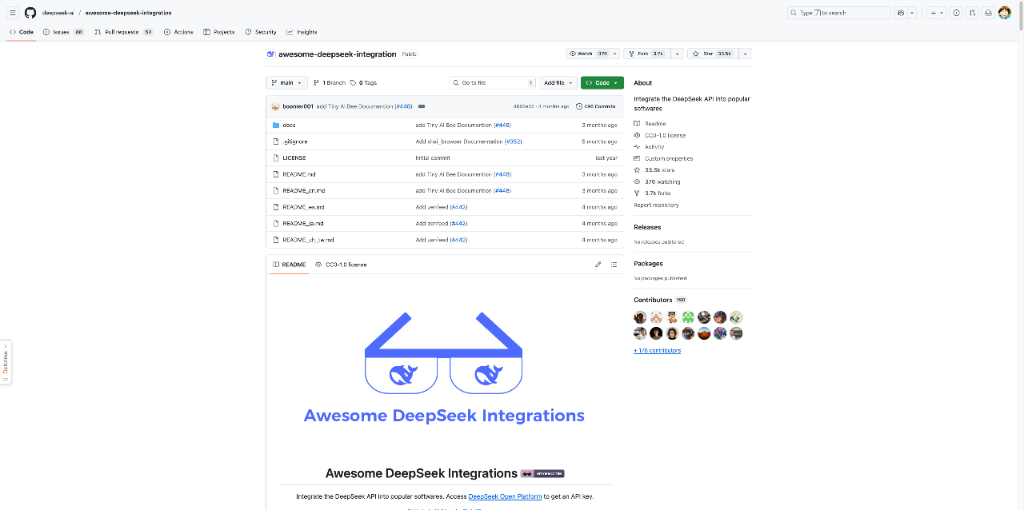 deepseek-ai / awesome-deepseek-integration
Type / to search
Code
Issues 88
Pull requests 54
Actions
Projects
Security
Insights
awesome-deepseek-integration Public
Watch 376
Fork 3.7k
Star 33.5k
main
1 Branch
0 Tags
Go to file
Add file
Code
boomer001 add Tiny AI Bee Documention (#448)
3 months ago
Commits
docs add Tiny AI Bee Documention (#448) 3 months ago
.gitignore Documentation 5 months ago
LICENSE Initial commit last year
README.md add Tiny AI Bee Documention (#448) 3 months ago
README_cn.md add Tiny AI Bee Documention (#448) 3 months ago
README_es.md Add zenfeed (#442) 4 months ago
README_ja.md Add zenfeed (#442) 4 months ago
README_zh_tw.md Add zenfeed (#442) 4 months ago
README
CC0-1.0 license
Awesome DeepSeek Integrations
Awesome DeepSeek Integrations
Integrate the DeepSeek API into popular softwares. Access DeepSeek Open Platform to get an API key.
About
Integrate the DeepSeek API into popular
softwares
Readme
CC0-1.0 license
Activity
Custom properties
33.5k stars
376 watching
3.7k forks
Report repository
Releases
No releases published
Packages
No packages published
Contributors 190
+ 176 contributors